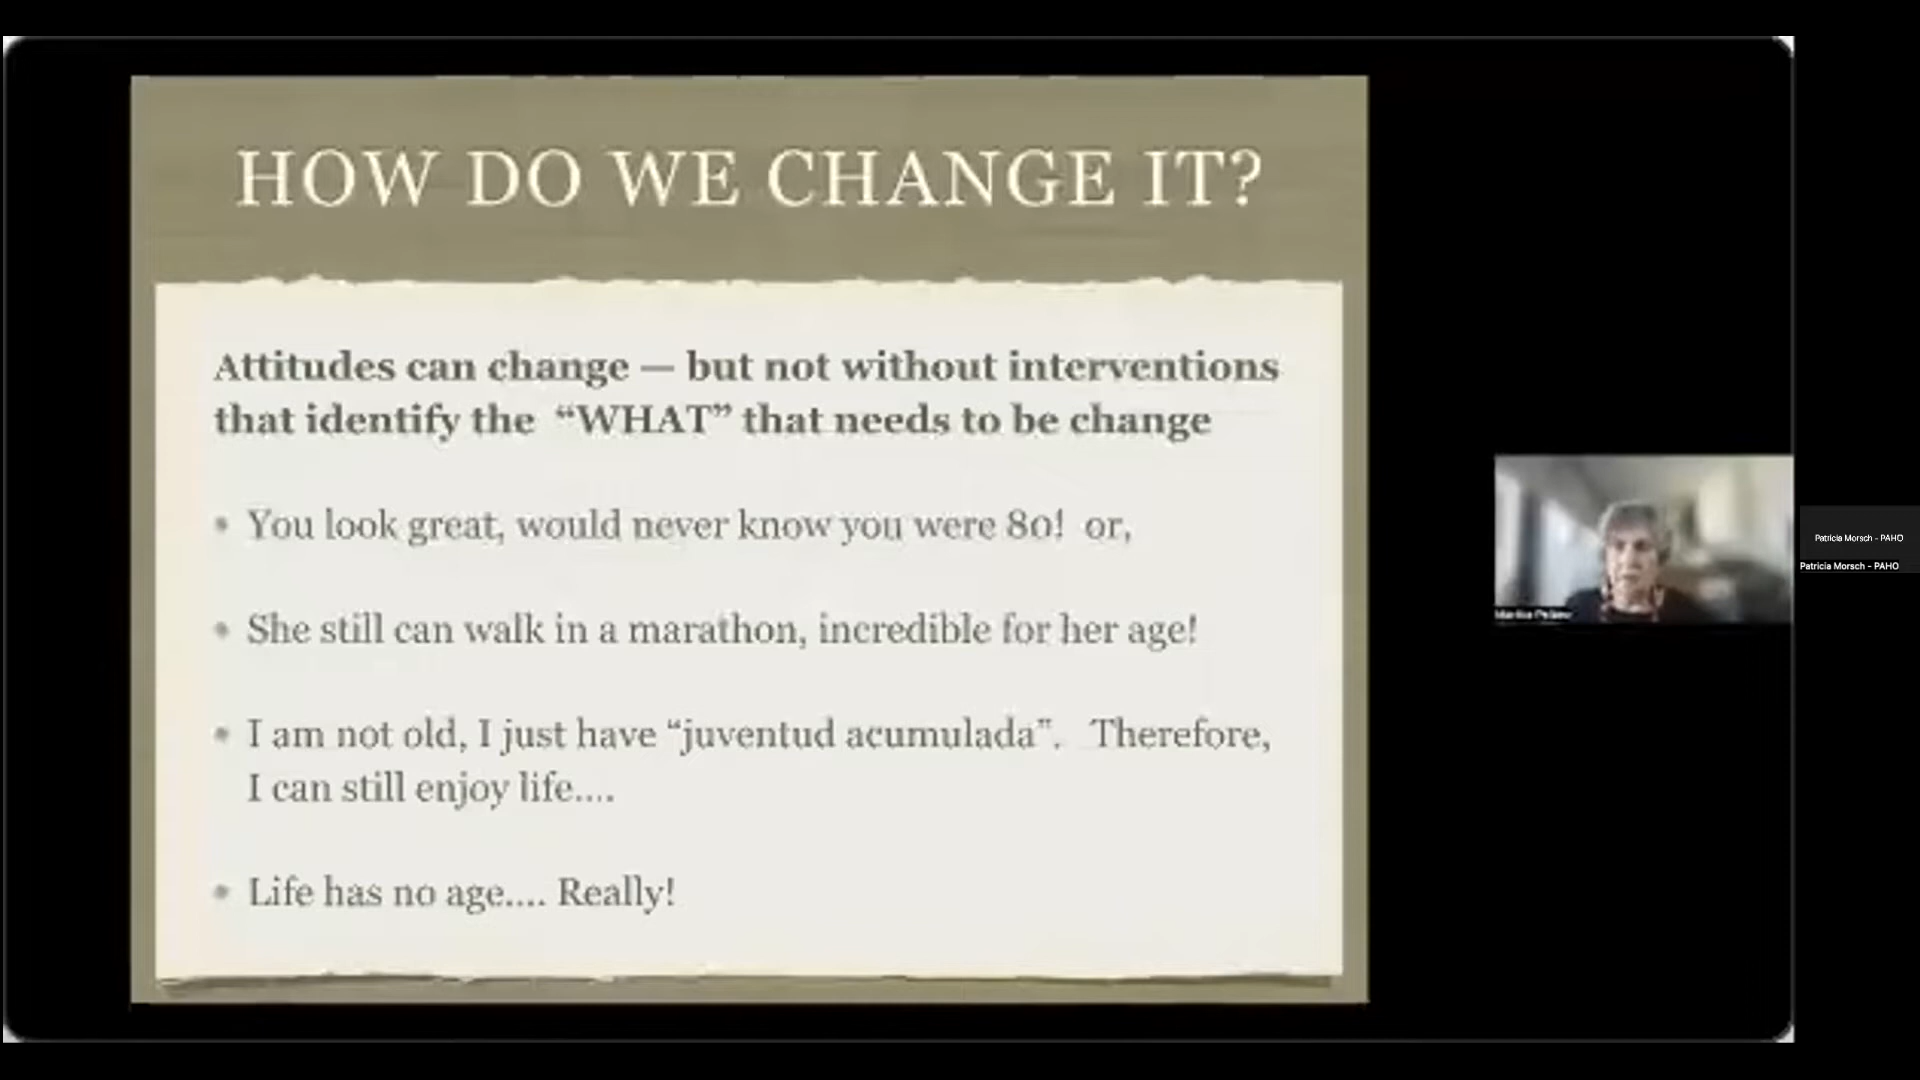 HOW DO WE CHANGE IT?
Attitudes can change — but not without interventions
that identify the “WHAT” that needs to be change
• You look great, would never know you were 80! or,
• She still can walk in a marathon, incredible for her age!
• I am not old, I just have “juventud acumulada”. Therefore,
I can still enjoy life....
• Life has no age.... Really!
Patricia Morsch - PAHO
Patricia Morsch - PAHO